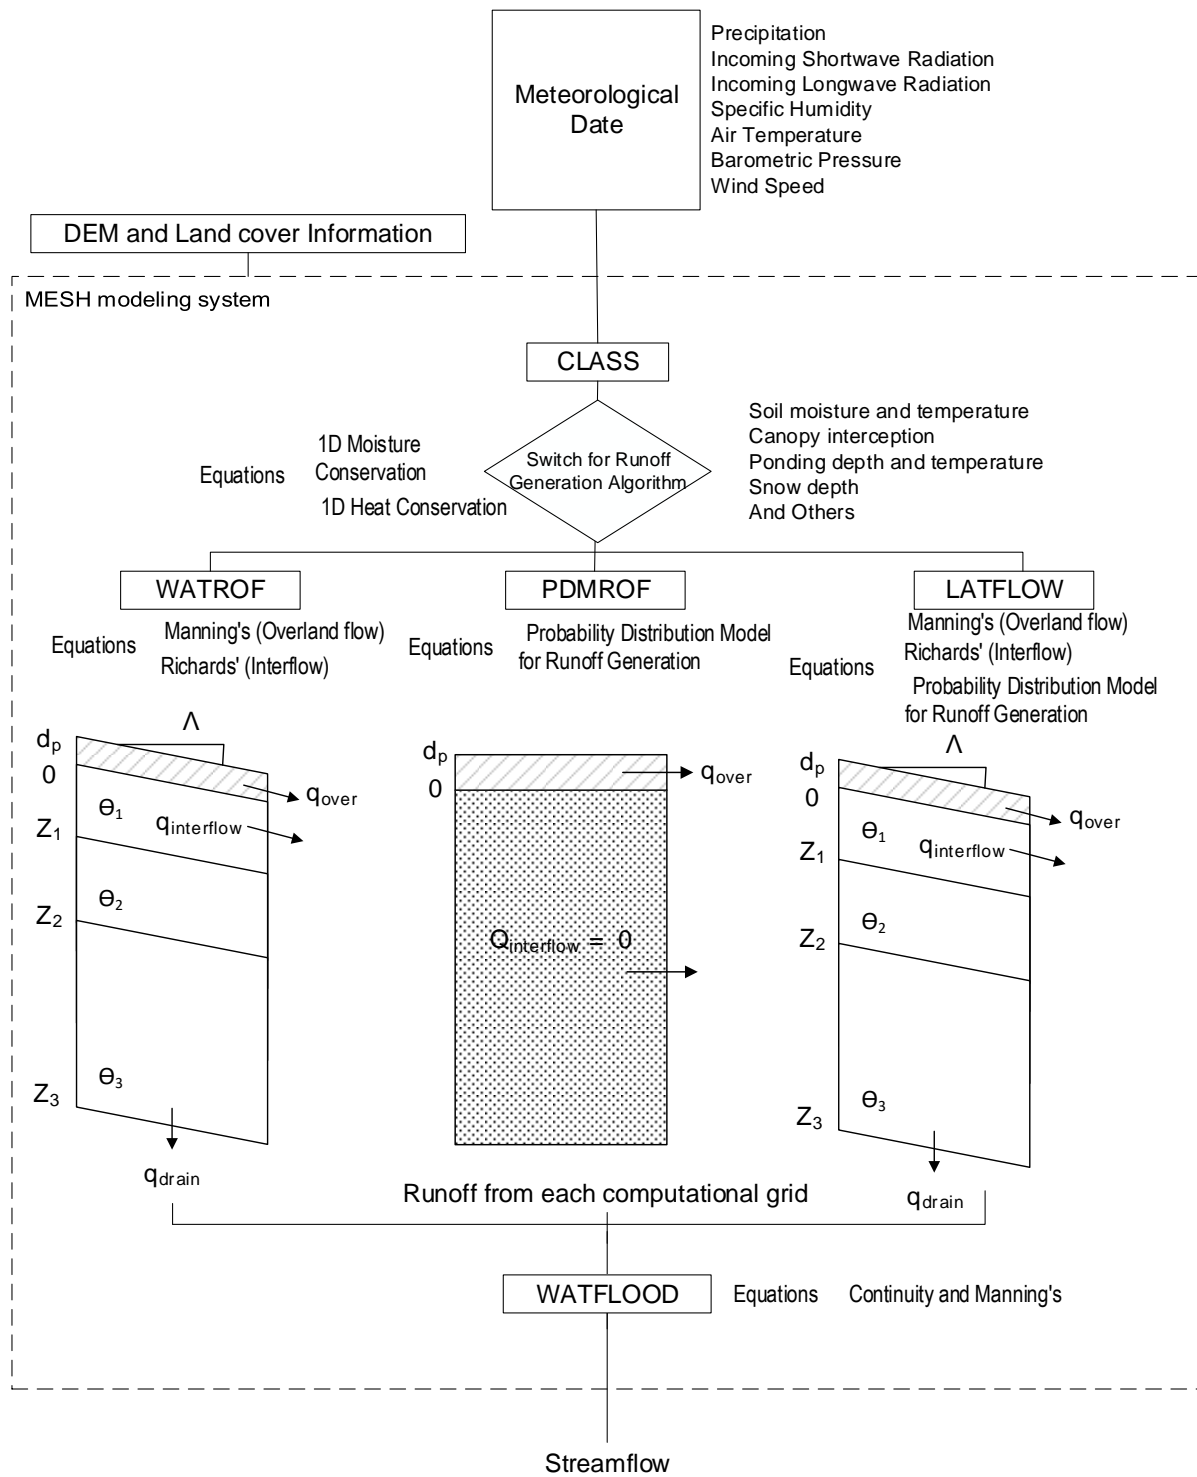 Meteorological
Date
Precipitation
Incoming Shortwave Radiation
Incoming Longwave Radiation
Specific Humidity
Air Temperature
Barometric Pressure
Wind Speed
DEM and Land cover Information
MESH modeling system
CLASS
Equations
1D Moisture
Conservation
1D Heat Conservation
Switch for Runoff
Generation Algorithm
Soil moisture and temperature
Canopy interception
Ponding depth and temperature
Snow depth
And Others
WATROF
Equations
Manning's (Overland flow)
Richards' (Interflow)
PDMROF
Equations
Probability Distribution Model
for Runoff Generation
LATFLOW
Equations
Manning's (Overland flow)
Richards' (Interflow)
Probability Distribution Model
for Runoff Generation
Λ
dp
0
qover
Θ1
qinterflow
Z1
Θ2
Z2
Θ3
Z3
qdrain
dp
0
qover
Qinterflow = 0
Λ
dp
0
qover
Θ1
qinterflow
Z1
Θ2
Z2
Θ3
Z3
qdrain
Runoff from each computational grid
WATFLOOD
Equations
Continuity and Manning's
Streamflow